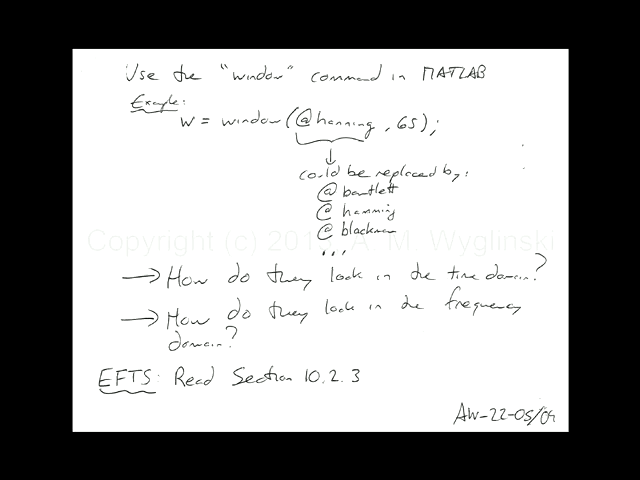 Use the "window" command in MATLAB
Example:
w = window(@hanning, 65);
could be replaced by:
@bartlett
@hamming
@blackman
...
Copyright (c) 2013, A. M. Wyglinski
→ How do they look in the time domain?
→ How do they look in the frequency
domain?
EFTS: Read Section 10.2.3
AW-22-05/09